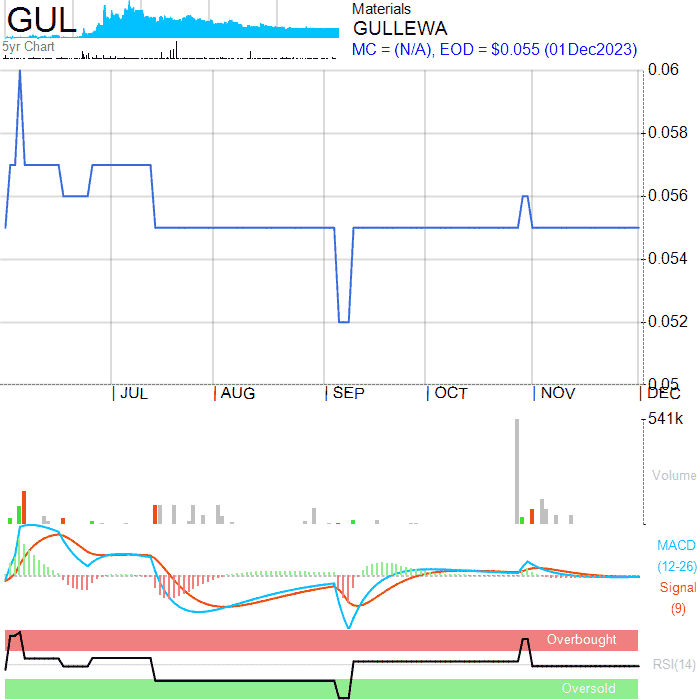 GUL
5yr Chart
Materials
GULLEWA
MC = (N/A), EOD = $0.055 (01Dec2023)
0.06
0.058
0.056
0.054
0.052
0.05
JUL AUG SEP OCT NOV DEC
541k
Volume
MACD
(12-26)
Signal
(9)
Overbought
RSI(14)
Oversold